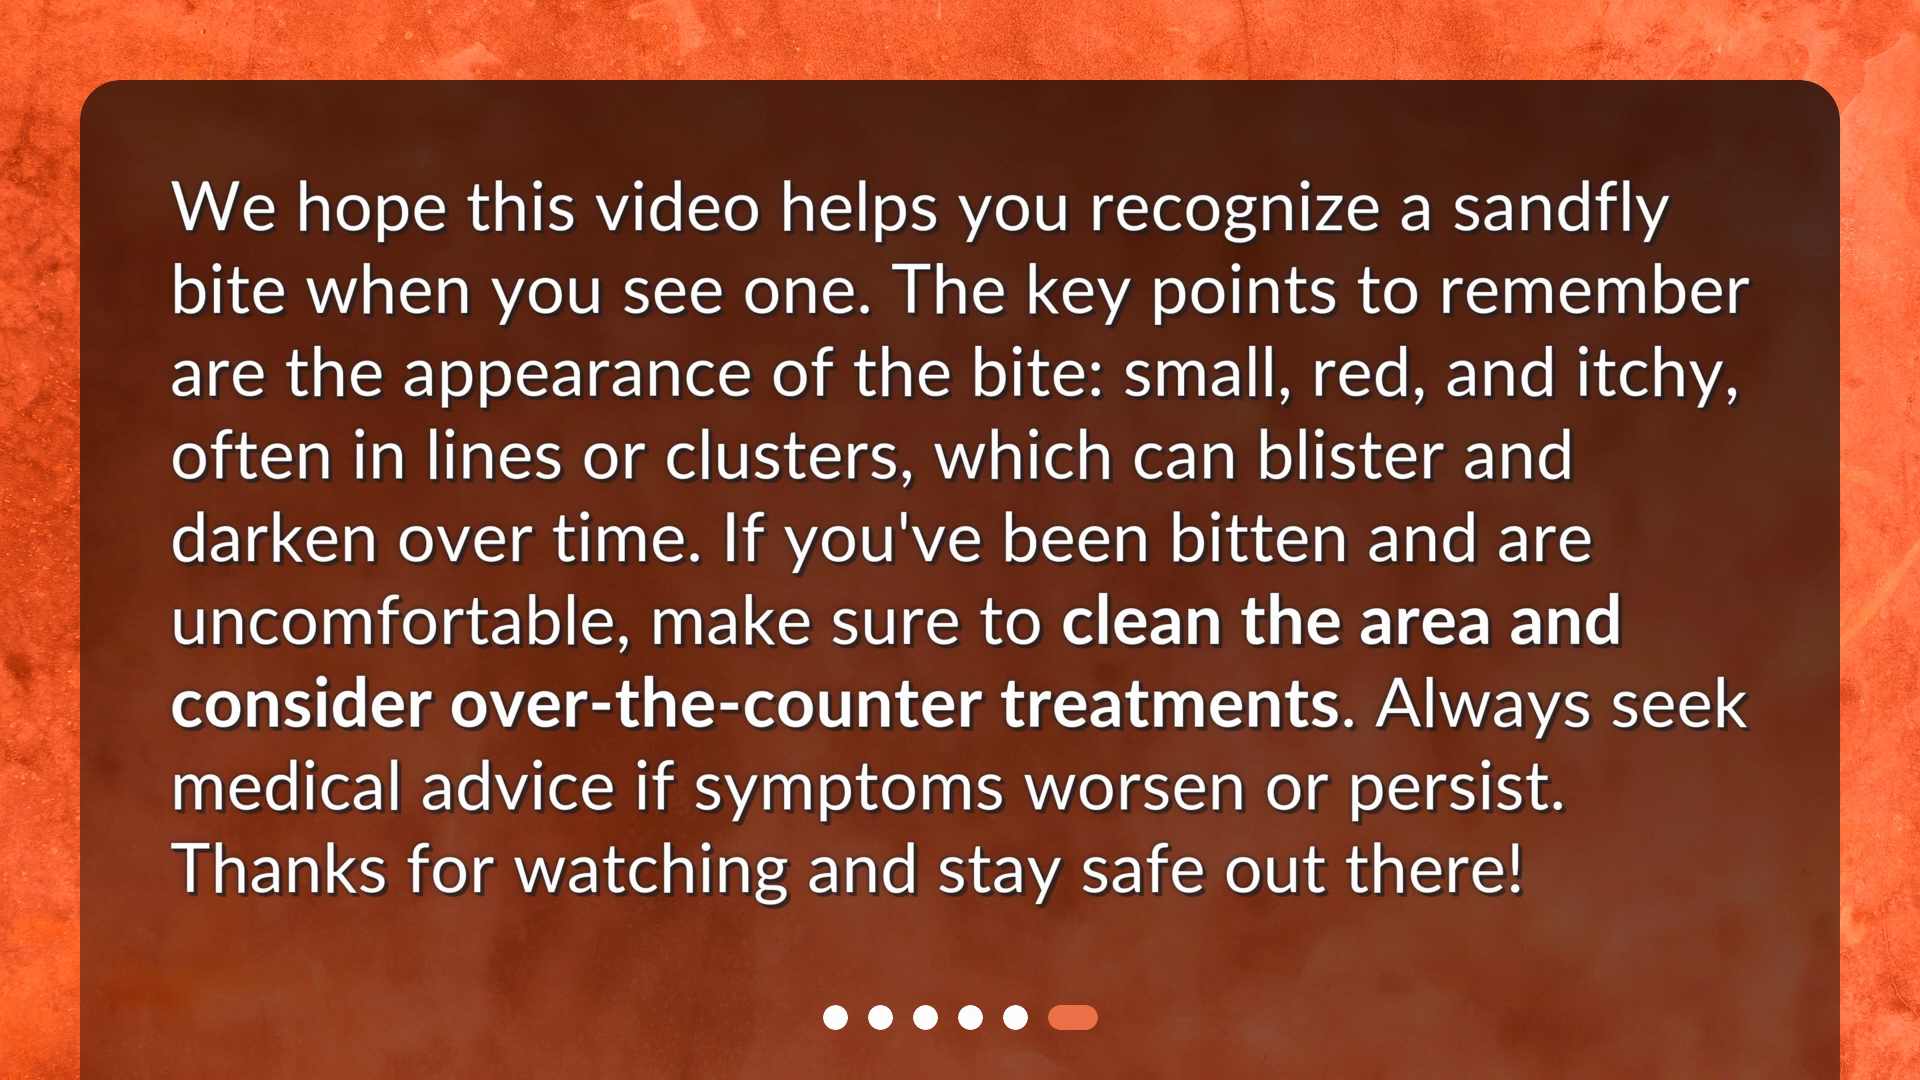 We hope this video helps you recognize a sandfly
bite when you see one. The key points to remember
are the appearance of the bite: small, red, and itchy,
often in lines or clusters, which can blister and
darken over time. If you've been bitten and are
uncomfortable, make sure to clean the area and
consider over-the-counter treatments. Always seek
medical advice if symptoms worsen or persist.
Thanks for watching and stay safe out there!